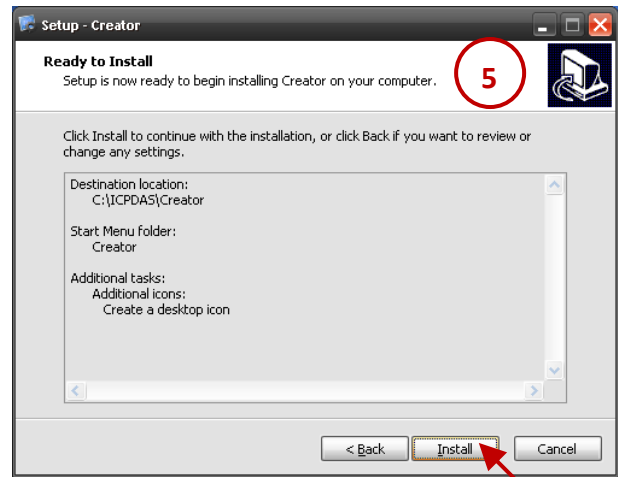 Setup - Creator
Ready to Install
Setup is now ready to begin installing Creator on your computer.
5
Click Install to continue with the installation, or click Back if you want to review or
change any settings.
Destination location:
C:\ICPDAS\Creator
Start Menu folder:
Creator
Additional tasks:
Additional icons:
Create a desktop icon
< Back
Install
Cancel